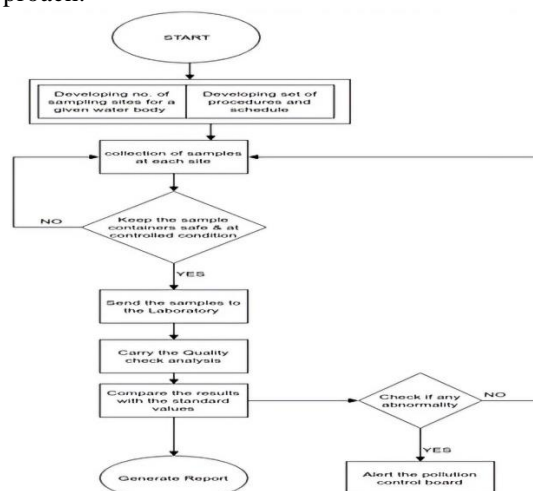 proach.
START
Developing no. of
sampling sites for a
given water body
Developing set of
procedures and
schedule
collection of samples
at each site
NO
Keep the sample
containers safe & at
controlled condition
YES
Send the samples to
the Laboratory
Carry the Quality
check analysis
Compare the results
with the standard
values
Check if any
abnormality
NO
YES
Generate Report
Alert the pollution
control board